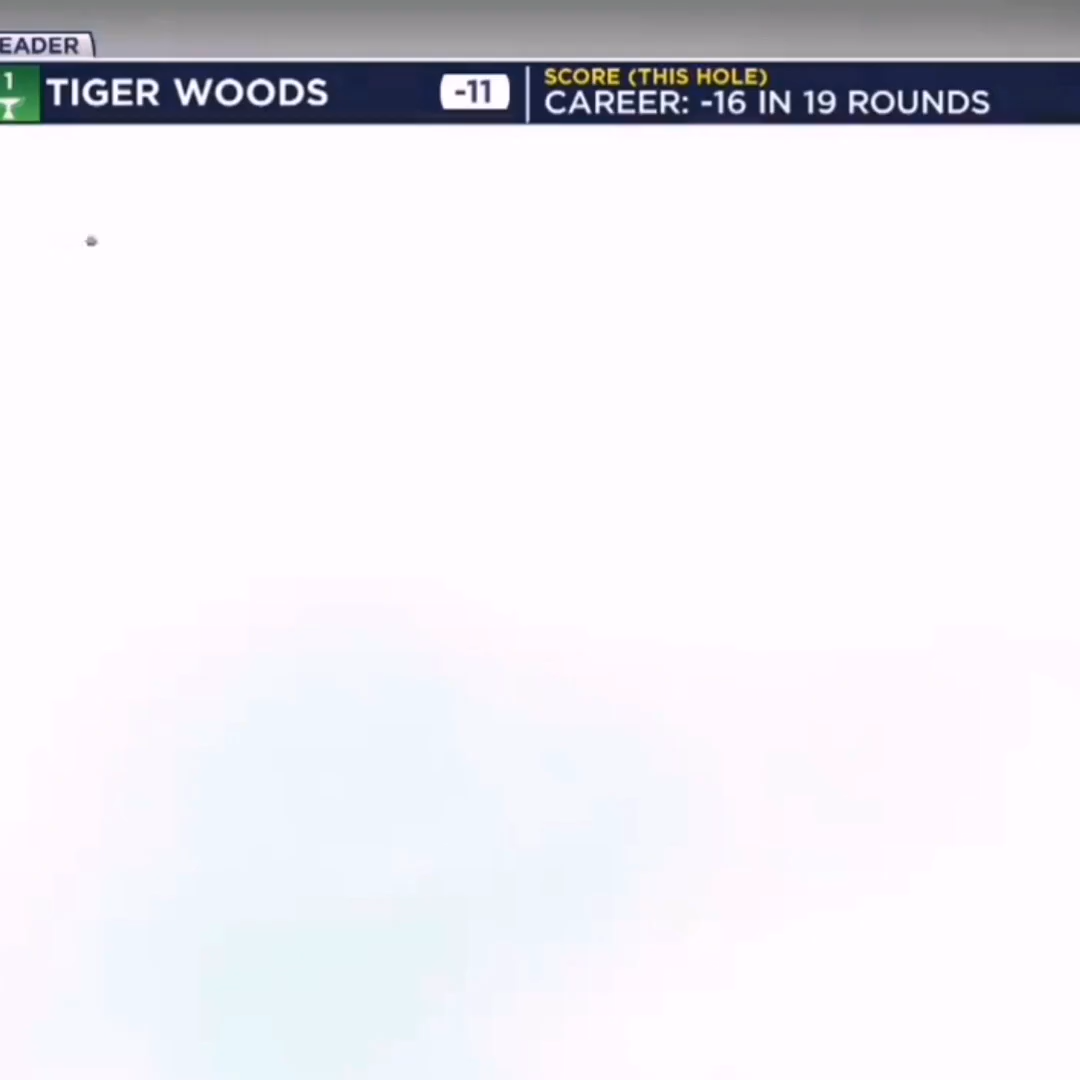 EADER
1
TIGER WOODS
-11
SCORE (THIS HOLE)
CAREER: -16 IN 19 ROUNDS